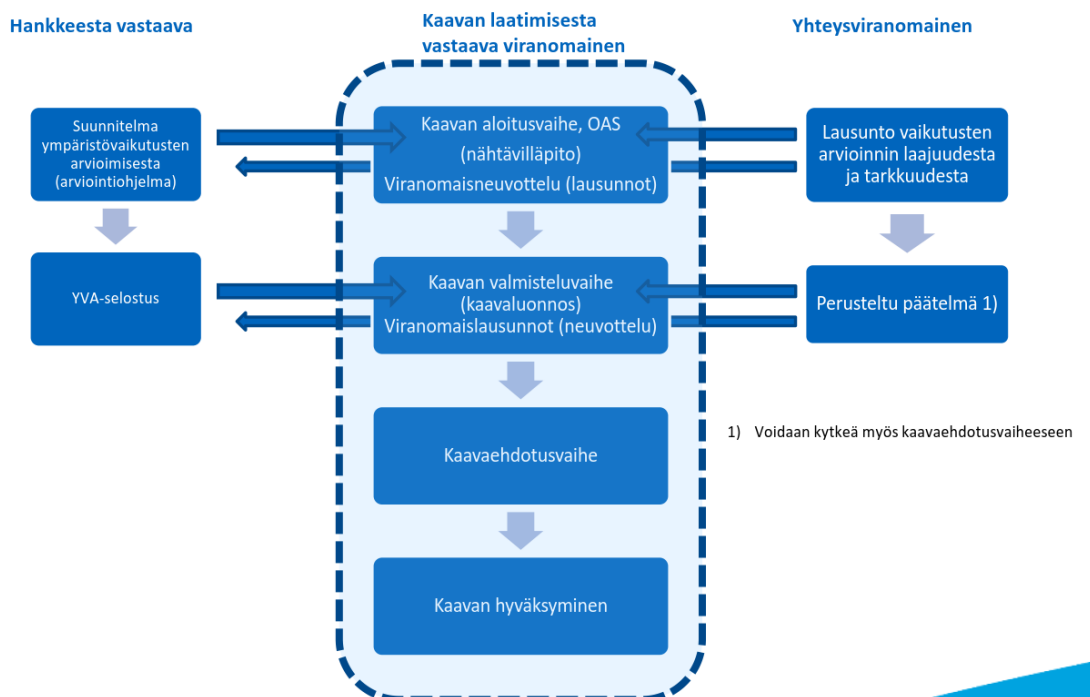 Hankkeesta vastaava
Kaavan laatimisesta
vastaava viranomainen
Yhteysviranomainen
Suunnitelma
ympäristövaikutusten
arvioimisesta
(arviointiohjelma)
Kaavan aloitusvaihe, OAS
(nähtävilläpito)
Viranomaisneuvottelu (lausunnot)
Lausunto vaikutusten
arvioinnin laajuudesta
ja tarkkuudesta
YVA-selostus
Kaavan valmisteluvaihe
(kaavaluonnos)
Viranomaislausunnot (neuvottelu)
Perusteltu päätelmä 1)
1) Voidaan kytkeä myös kaavaehdotusvaiheeseen
Kaavaehdotusvaihe
Kaavan hyväksyminen